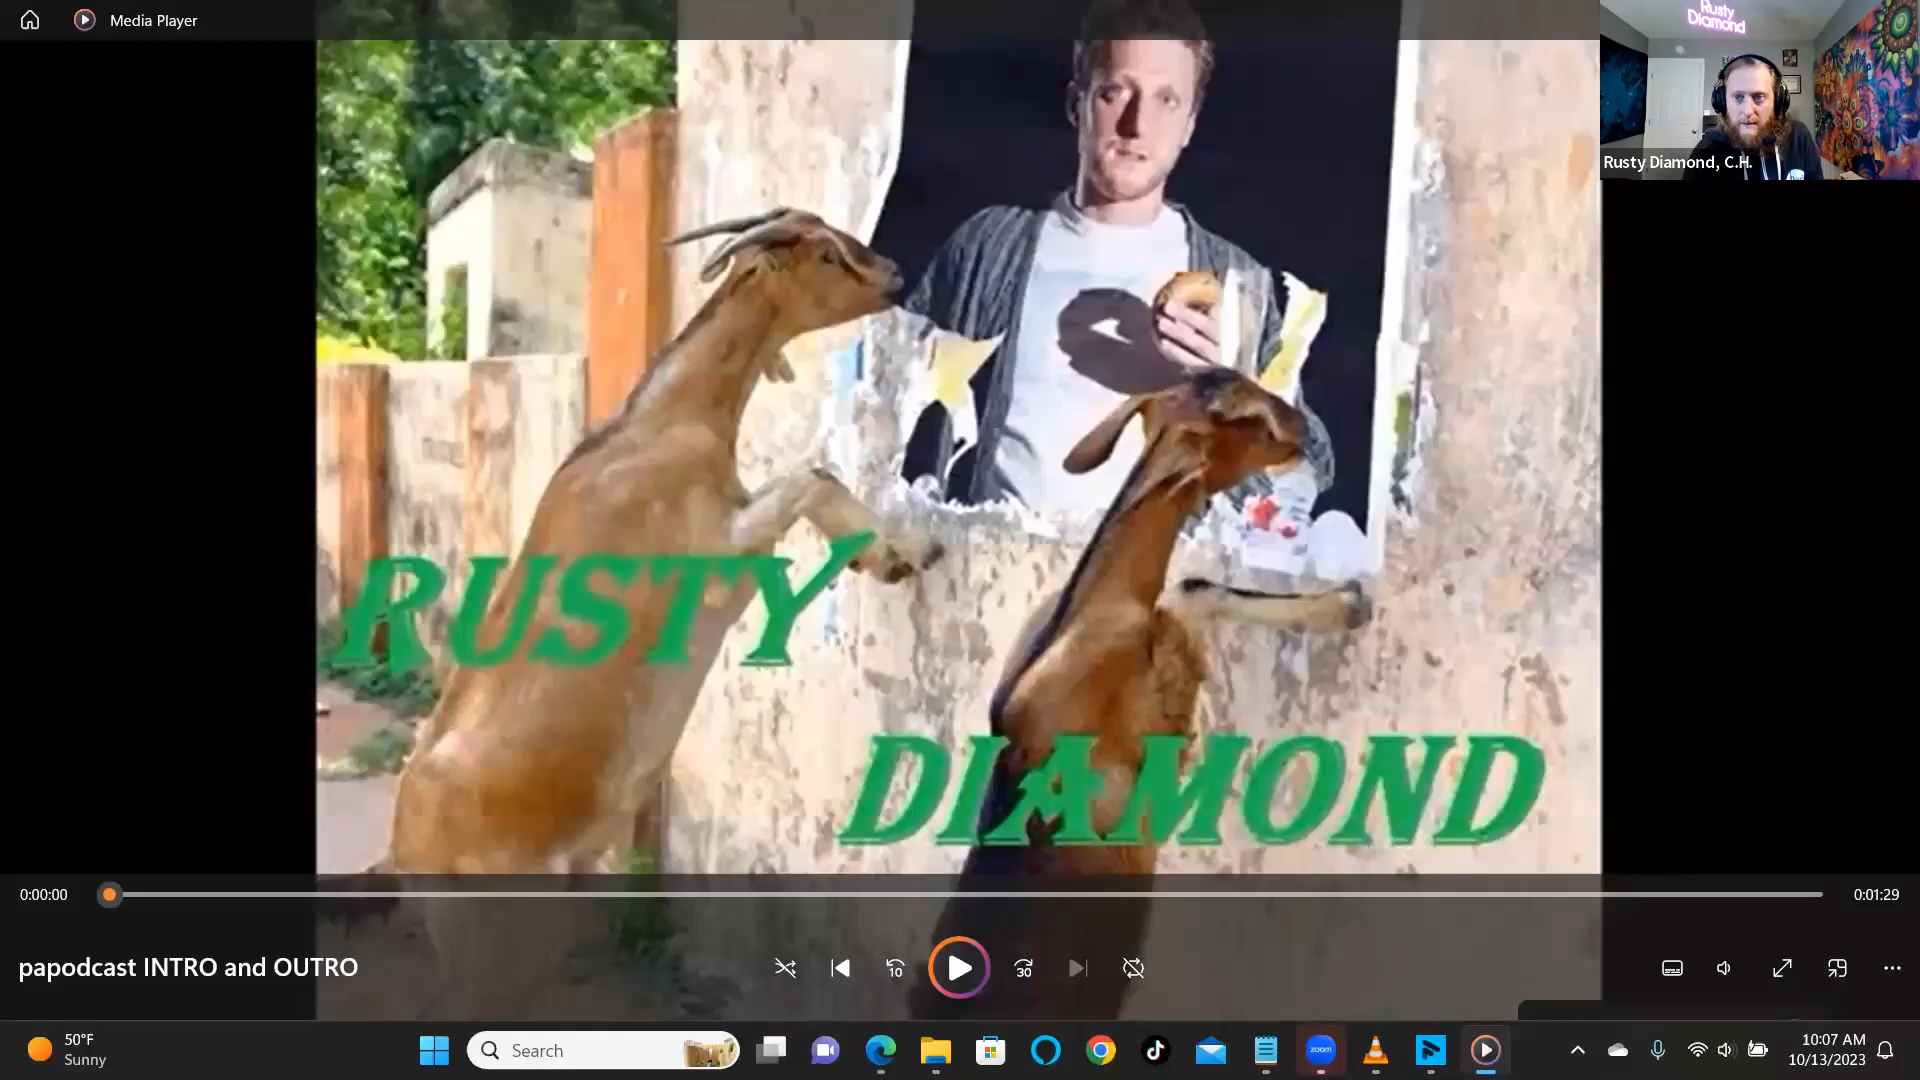 Media Player
Rusty
Diamond
Rusty Diamond, C.H.
RUSTY
DIAMOND
0:00:00
0:01:29
papodcast INTRO and OUTRO
10
30
50°F
Sunny
Search
zoom
10:07 AM
10/13/2023